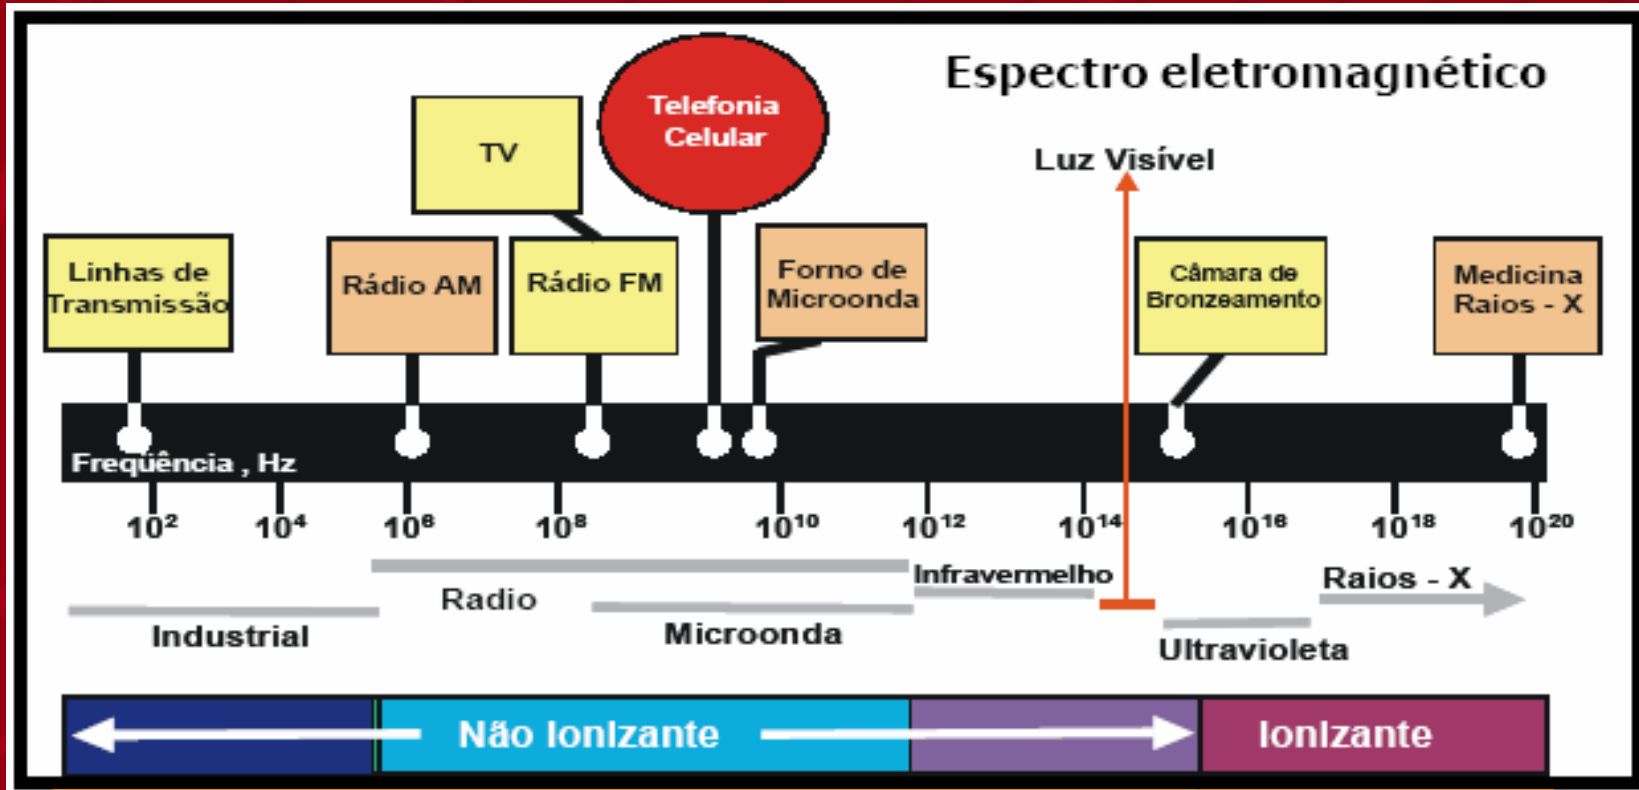 Espectro eletromagnético
Telefonia
Celular
TV
Luz Visível
Linhas de
Transmissão
Rádio AM
Rádio FM
Forno de
Microonda
Câmara de
Bronzeamento
Medicina
Raios - X
Freqüência , Hz
10² 10⁴ 10⁶ 10⁸ 10¹⁰ 10¹² 10¹⁴ 10¹⁶ 10¹⁸ 10²⁰
Infravermelho
Raios - X
Radio
Industrial
Microonda
Ultravioleta
Não Ionizante
Ionizante